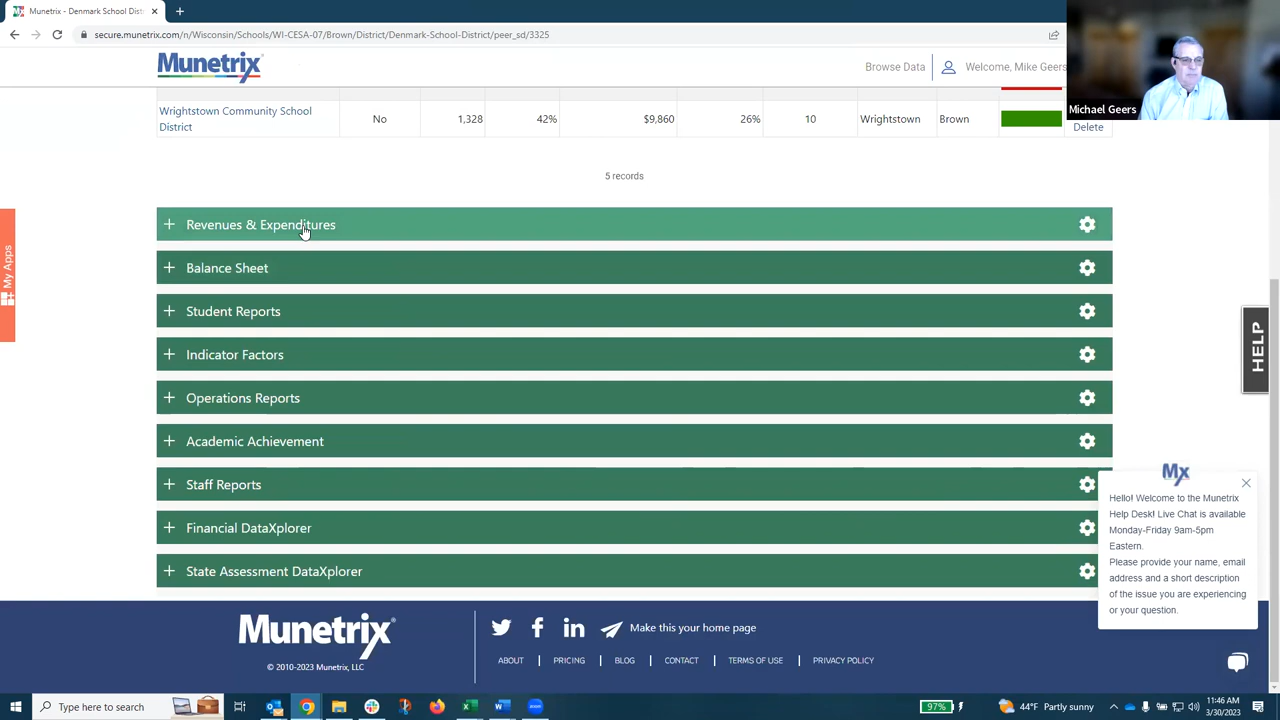 Munetrix - Denmark School Dist
secure.munetrix.com/n/Wisconsin/Schools/WI-CESA-07/Brown/District/Denmark-School-District/peer_sd/3325
Munetrix
Browse Data
Welcome, Mike Geers
Michael Geers
Wrightstown Community School
District
No
1,328
42%
$9,860
26%
10
Wrightstown
Brown
Delete
5 records
My Apps
Revenues & Expenditures
Balance Sheet
Student Reports
Indicator Factors
Operations Reports
Academic Achievement
Staff Reports
Financial DataXplorer
State Assessment DataXplorer
HELP
Mx
Hello! Welcome to the Munetrix
Help Desk! Live Chat is available
Monday-Friday 9am-5pm
Eastern.
Please provide your name, email
address and a short description
of the issue you are experiencing
or your question.
Munetrix
© 2010-2023 Munetrix, LLC
Make this your home page
ABOUT
PRICING
BLOG
CONTACT
TERMS OF USE
PRIVACY POLICY
Type here to search
97%
44°F Partly sunny
11:46 AM
3/30/2023